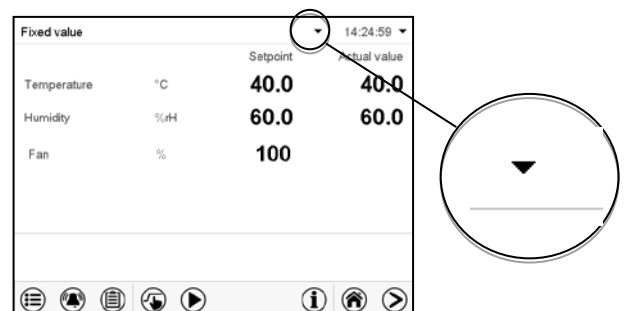 Fixed value 14:24:59
Setpoint Actual value
Temperature °C 40.0 40.0
Humidity %rH 60.0 60.0
Fan % 100